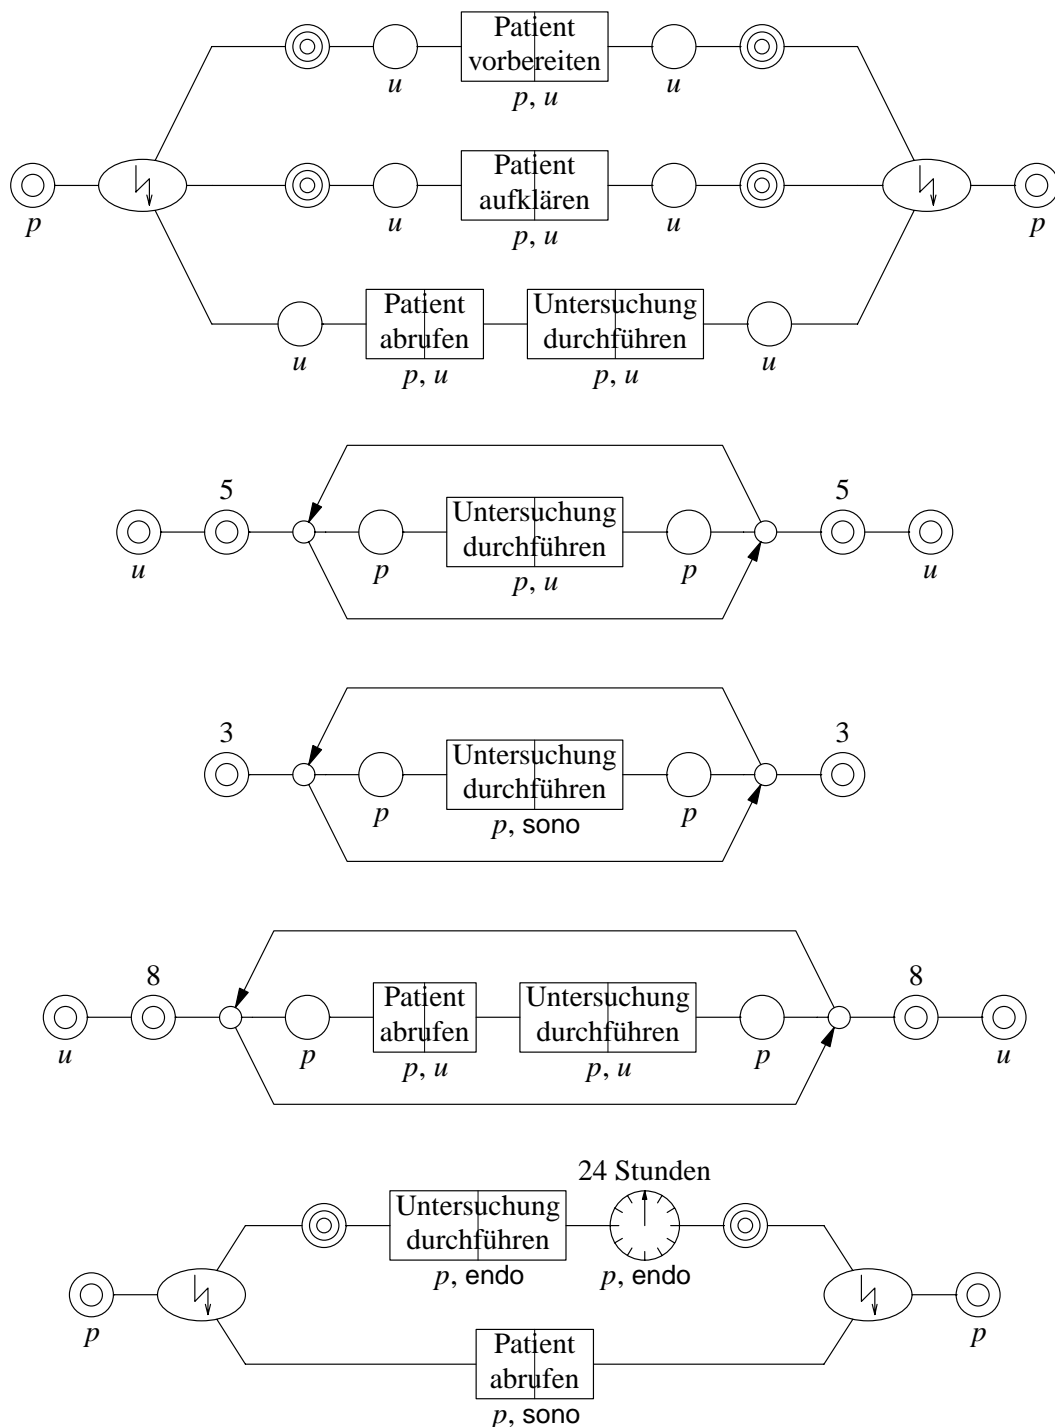 Patient
vorbereiten
u
u
p, u
Patient
aufklären
p
u
u
p
p, u
Patient
abrufen
Untersuchung
durchführen
u
p, u
p, u
u
5
5
Untersuchung
durchführen
u
p
p
u
p, u
3
3
Untersuchung
durchführen
p
p
p, sono
8
8
Patient
abrufen
Untersuchung
durchführen
u
p
p, u
p, u
p
u
24 Stunden
Untersuchung
durchführen
p, endo
p, endo
p
p
Patient
abrufen
p, sono